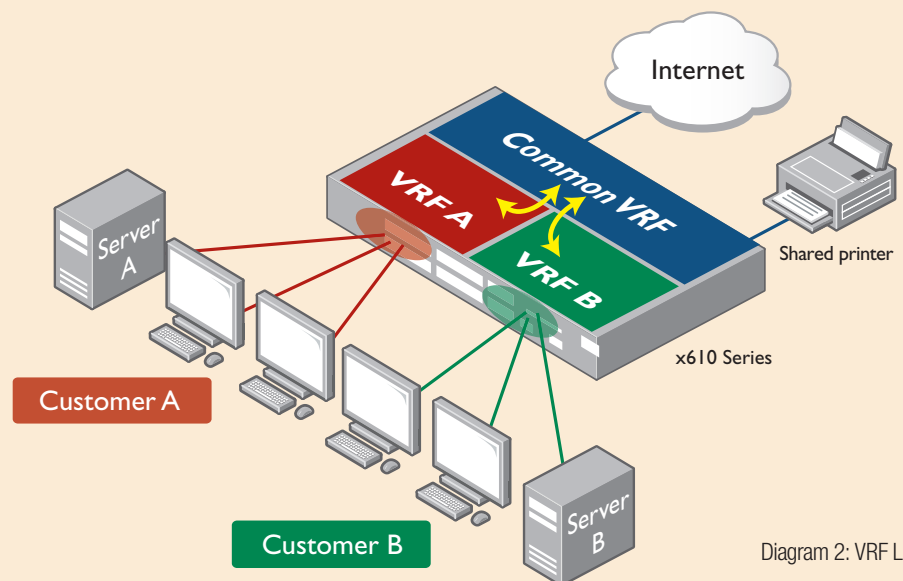 Internet
Common VRF
VRF A
VRF B
Server
A
Shared printer
x610 Series
Customer A
Customer B
Server
B
Diagram 2: VRF L